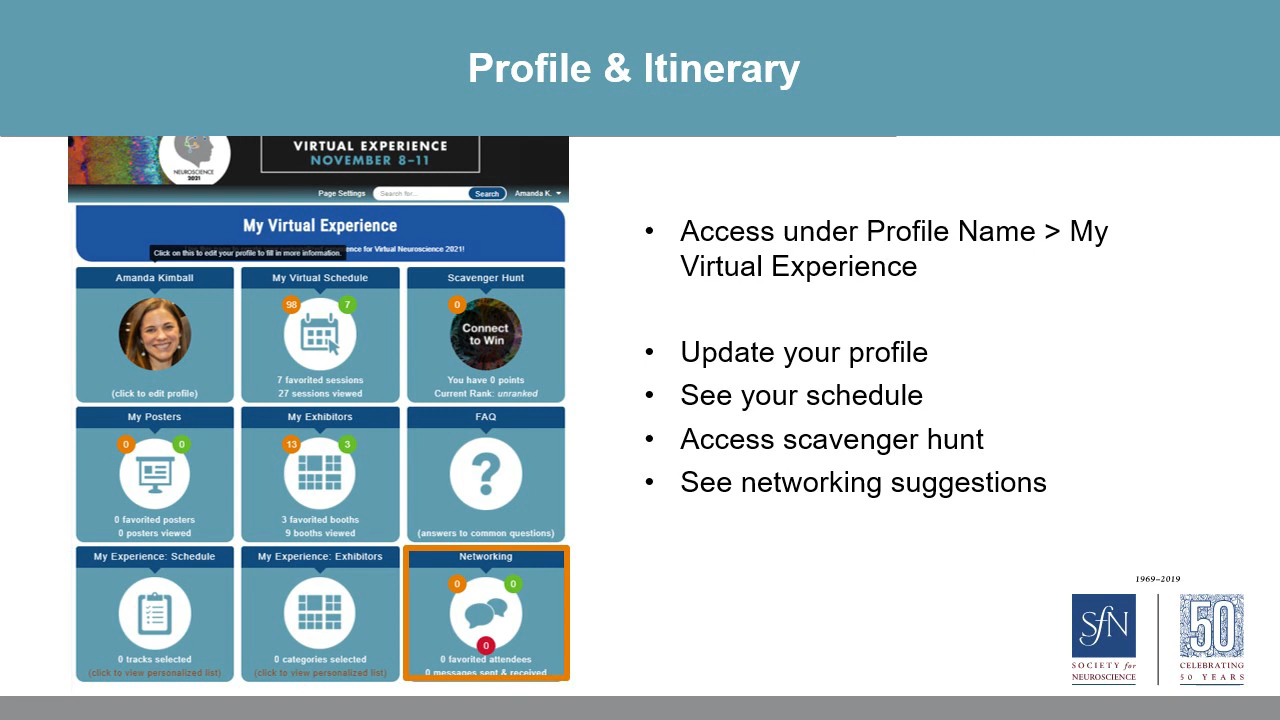 Profile & Itinerary
VIRTUAL EXPERIENCE
NOVEMBER 8–11
NEUROSCIENCE
2021
Page Settings
Search for...
Search
Amanda K.
My Virtual Experience
Click on this to edit your profile to fill in more information.
ence for Virtual Neuroscience 2021!
Amanda Kimball
(click to edit profile)
My Virtual Schedule
98
7
7 favorited sessions
27 sessions viewed
Scavenger Hunt
0
Connect
to Win
You have 0 points
Current Rank: unranked
My Posters
0
0
0 favorited posters
0 posters viewed
My Exhibitors
13
3
3 favorited booths
9 booths viewed
FAQ
?
(answers to common questions)
My Experience: Schedule
0 tracks selected
(click to view personalized list)
My Experience: Exhibitors
0 categories selected
(click to view personalized list)
Networking
0
0
0
0 favorited attendees
0 messages sent & received
• Access under Profile Name > My
Virtual Experience
• Update your profile
• See your schedule
• Access scavenger hunt
• See networking suggestions
1969–2019
SfN
SOCIETY for
NEUROSCIENCE
50
CELEBRATING
50 YEARS